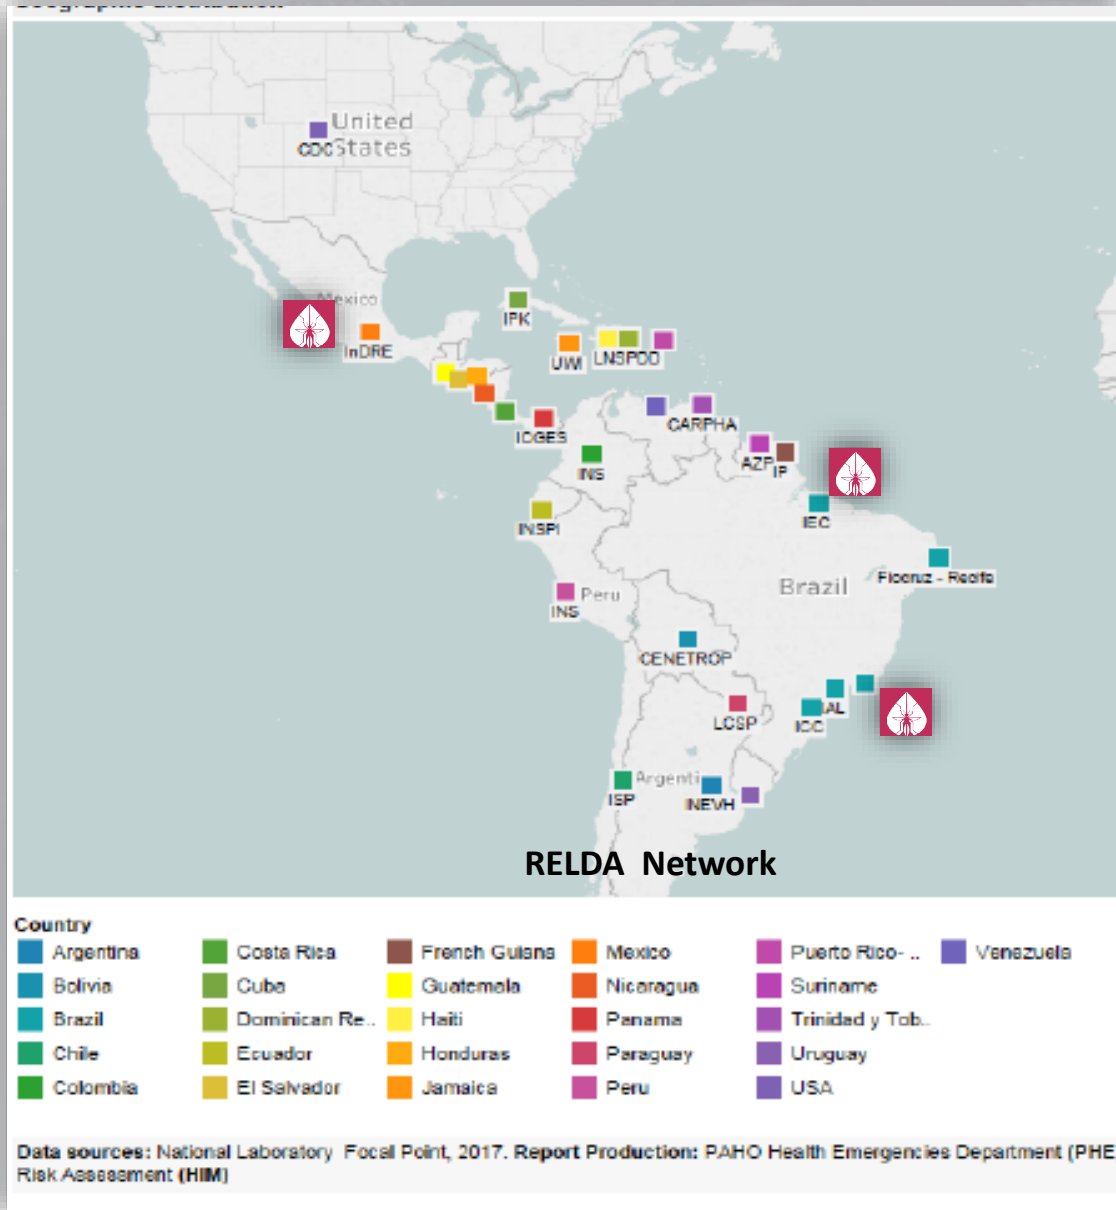 United
States
CDC
Mexico
InDRE
IPK
UWI
LNSPDD
ICGES
CARPHA
INS
AZP
IP
INSPI
IEC
Brazil
Fiocruz - Recife
INS
Peru
CENETROP
LCSP
IAL
ICC
ISP
Argenti
INEVH
RELDA Network
Country
Argentina Costa Rica French Guiana Mexico Puerto Rico- .. Venezuela
Bolivia Cuba Guatemala Nicaragua Suriname
Brazil Dominican Re.. Haiti Panama Trinidad y Tob..
Chile Ecuador Honduras Paraguay Uruguay
Colombia El Salvador Jamaica Peru USA
Data sources: National Laboratory Focal Point, 2017. Report Production: PAHO Health Emergencies Department (PHE
Risk Assessment (HIM)